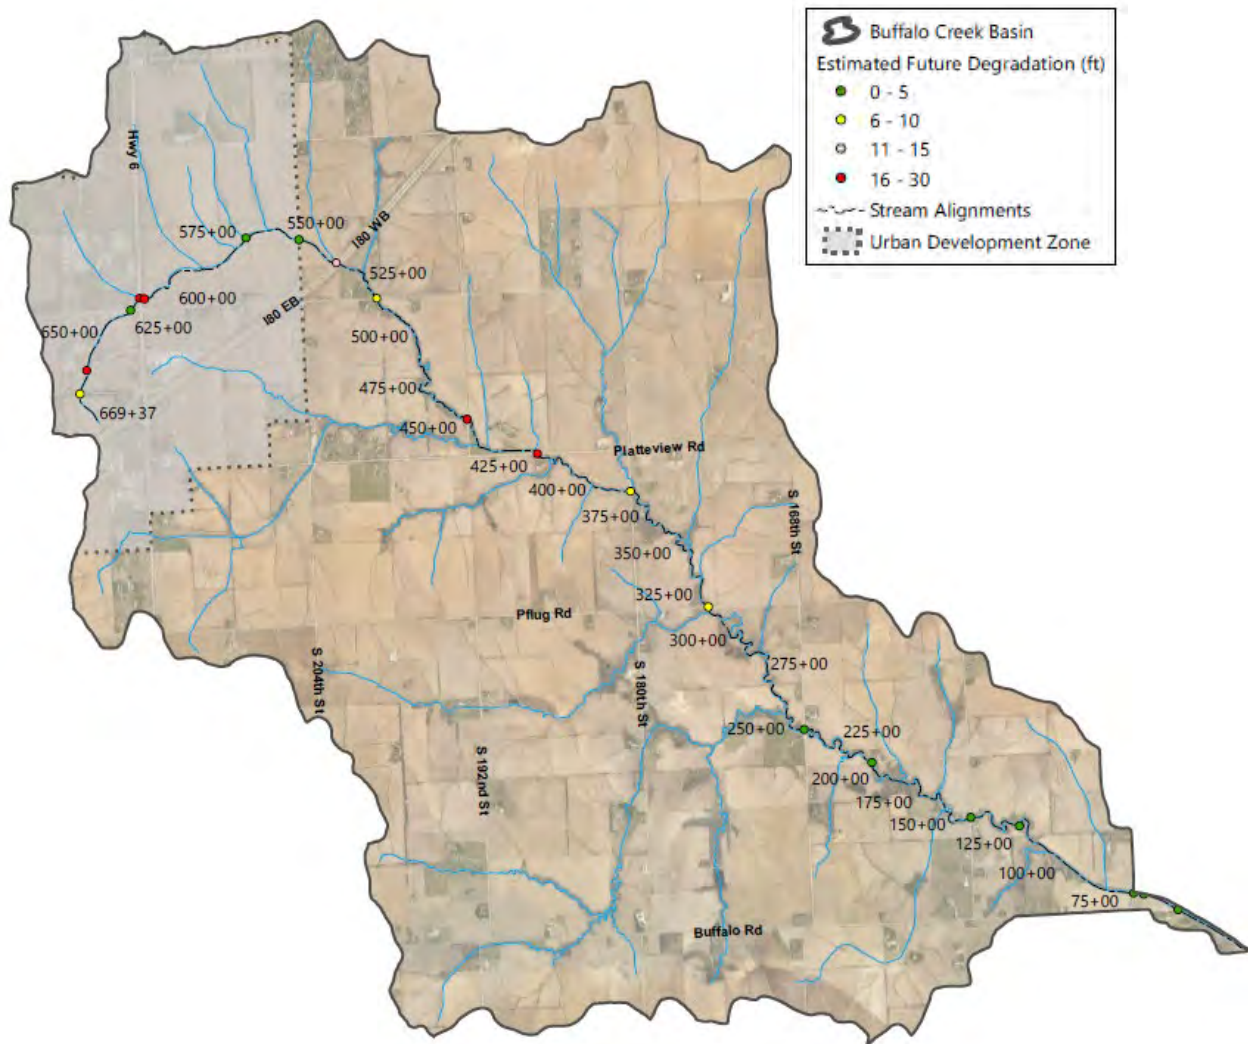 Buffalo Creek Basin
Estimated Future Degradation (ft)
0 - 5
6 - 10
11 - 15
16 - 30
Stream Alignments
Urban Development Zone
Hwy 6
575+00
550+00
I80 WB
525+00
600+00
I80 EB
650+00
625+00
500+00
475+00
669+37
450+00
Platteview Rd
425+00
400+00
375+00
S 168th St
350+00
325+00
Pflug Rd
300+00
275+00
S 204th St
S 180th St
250+00
225+00
S 192nd St
200+00
175+00
150+00
125+00
100+00
75+00
Buffalo Rd